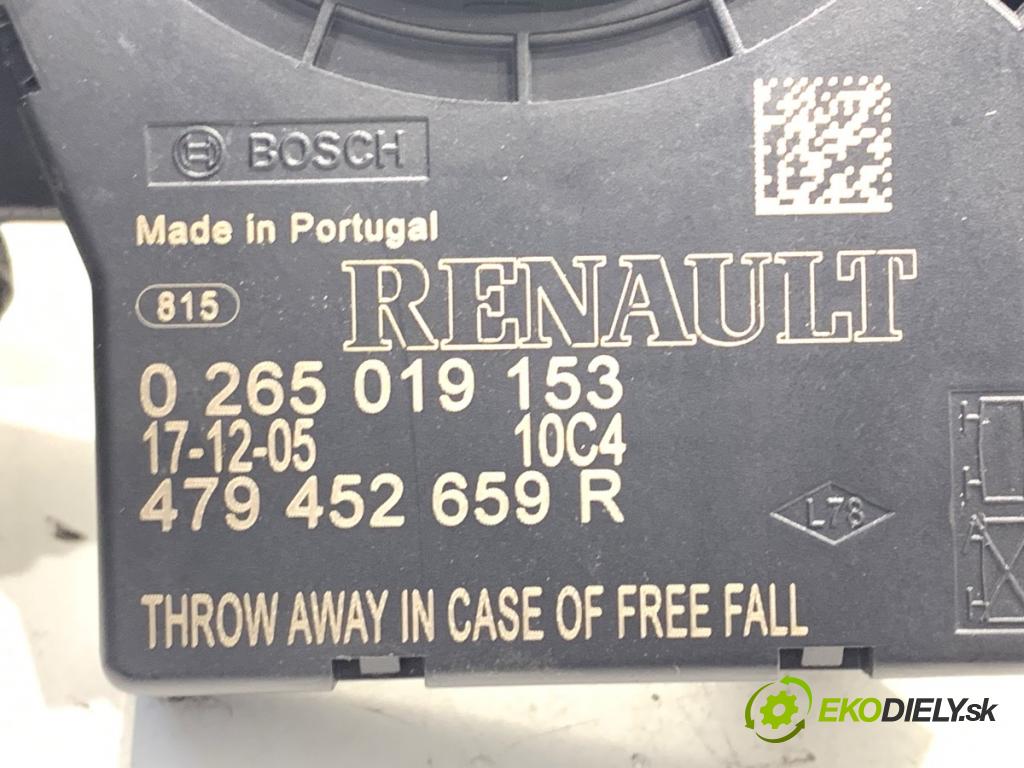 BOSCH
Made in Portugal
RENAULT
815
0 265 019 153
17-12-05 10C4
479 452 659 R
L78
THROW AWAY IN CASE OF FREE FALL
EKODIELY.sk